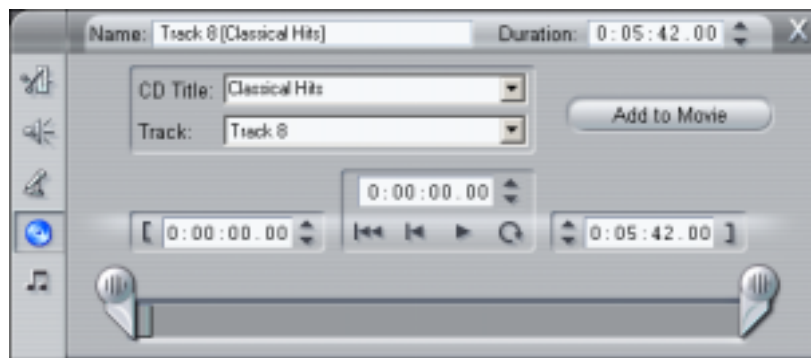 Name: Track 8 [Classical Hits] Duration: 0:05:42.00 X
CD Title: Classical Hits
Add to Movie
Track: Track 8
0:00:00.00
[ 0:00:00.00 0:05:42.00 ]